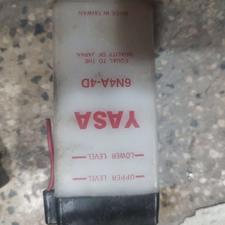 UPPER LEVEL
LOWER LEVEL
YASA
6N4A-4D
EQUAL TO THE
QUALITY OF JAPAN
MADE IN TAIWAN